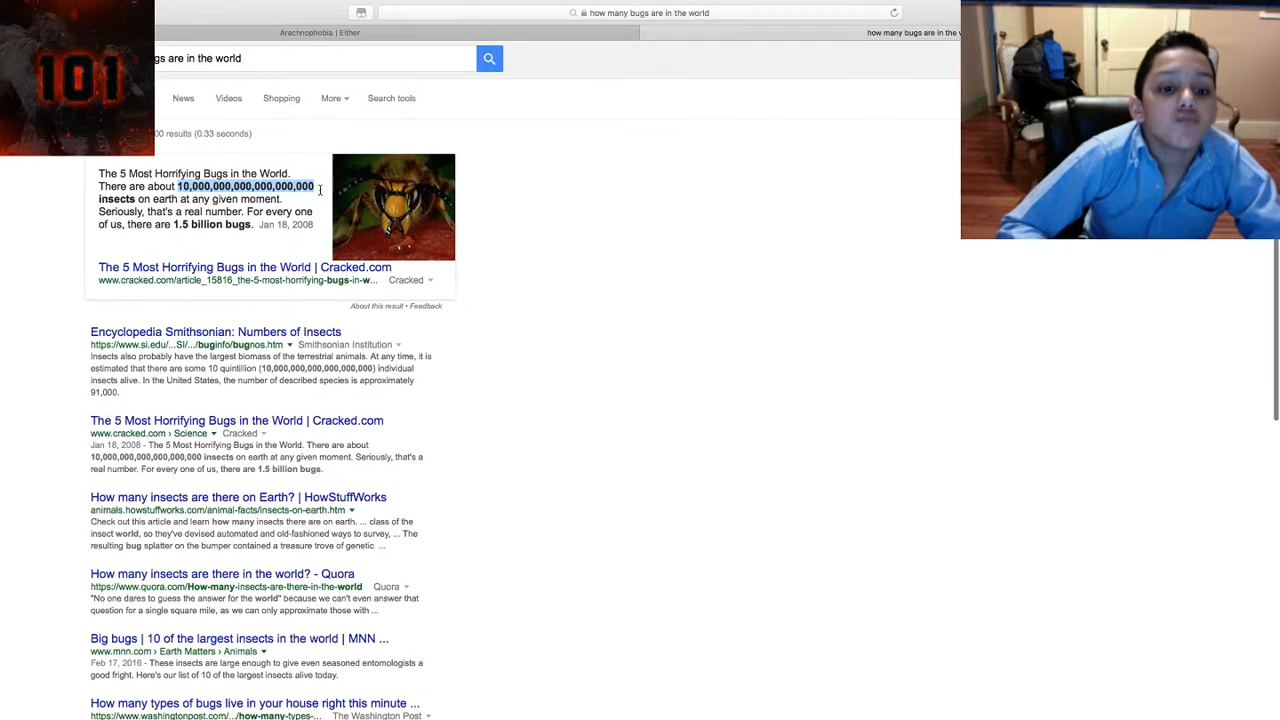 how many bugs are in the world
Arachnophobia | Either
how many bugs are in the w
101
gs are in the world
News Videos Shopping More Search tools
00 results (0.33 seconds)
The 5 Most Horrifying Bugs in the World.
There are about 10,000,000,000,000,000,000
insects on earth at any given moment.
Seriously, that's a real number. For every one
of us, there are 1.5 billion bugs. Jan 18, 2008
The 5 Most Horrifying Bugs in the World | Cracked.com
www.cracked.com/article_15816_the-5-most-horrifying-bugs-in-w... Cracked
About this result • Feedback
Encyclopedia Smithsonian: Numbers of Insects
https://www.si.edu/...SI/.../buginfo/bugnos.htm Smithsonian Institution
Insects also probably have the largest biomass of the terrestrial animals. At any time, it is
estimated that there are some 10 quintillion (10,000,000,000,000,000,000) individual
insects alive. In the United States, the number of described species is approximately
91,000.
The 5 Most Horrifying Bugs in the World | Cracked.com
www.cracked.com › Science Cracked
Jan 18, 2008 - The 5 Most Horrifying Bugs in the World. There are about
10,000,000,000,000,000,000 insects on earth at any given moment. Seriously, that's a
real number. For every one of us, there are 1.5 billion bugs.
How many insects are there on Earth? | HowStuffWorks
animals.howstuffworks.com/animal-facts/insects-on-earth.htm
Check out this article and learn how many insects there are on earth. ... class of the
insect world, so they've devised automated and old-fashioned ways to survey, ... The
resulting bug splatter on the bumper contained a treasure trove of genetic ...
How many insects are there in the world? - Quora
https://www.quora.com/How-many-insects-are-there-in-the-world Quora
"No one dares to guess the answer for the world" because we can't even answer that
question for a single square mile, as we can only approximate those with ...
Big bugs | 10 of the largest insects in the world | MNN ...
www.mnn.com › Earth Matters › Animals
Feb 17, 2016 - These insects are large enough to give even seasoned entomologists a
good fright. Here's our list of 10 of the largest insects alive today.
How many types of bugs live in your house right this minute ...
https://www.washingtonpost.com/.../how-many-types-... The Washington Post